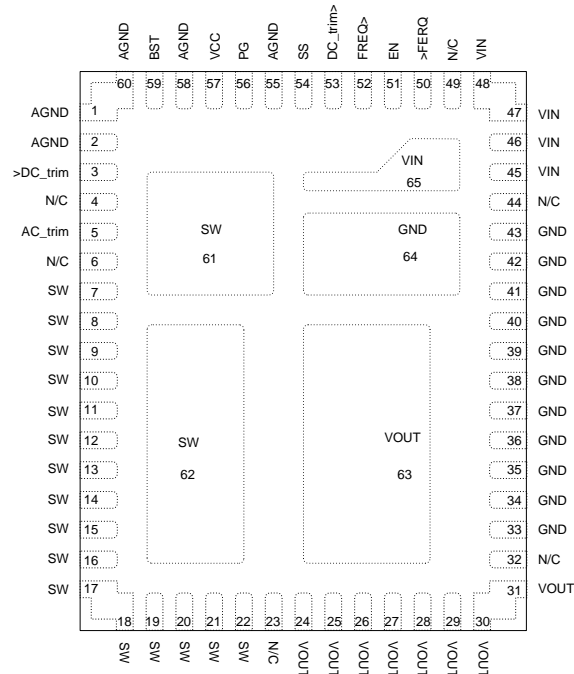 AGND BST AGND VCC PG AGND SS DC_trim> FREQ> EN >FERQ N/C VIN
60 59 58 57 56 55 54 53 52 51 50 49 48
AGND 1 47 VIN
AGND 2 46 VIN
>DC_trim 3 45 VIN
N/C 4 44 N/C
AC_trim 5 43 GND
N/C 6 42 GND
SW 7 41 GND
SW 8 40 GND
SW 9 39 GND
SW 10 38 GND
SW 11 37 GND
SW 12 36 GND
SW 13 35 GND
SW 14 34 GND
SW 15 33 GND
SW 16 32 N/C
SW 17 31 VOUT
VIN
65
SW
61
GND
64
SW
62
VOUT
63
18 19 20 21 22 23 24 25 26 27 28 29 30
SW SW SW SW SW N/C VOUT VOUT VOUT VOUT VOUT VOUT VOUT